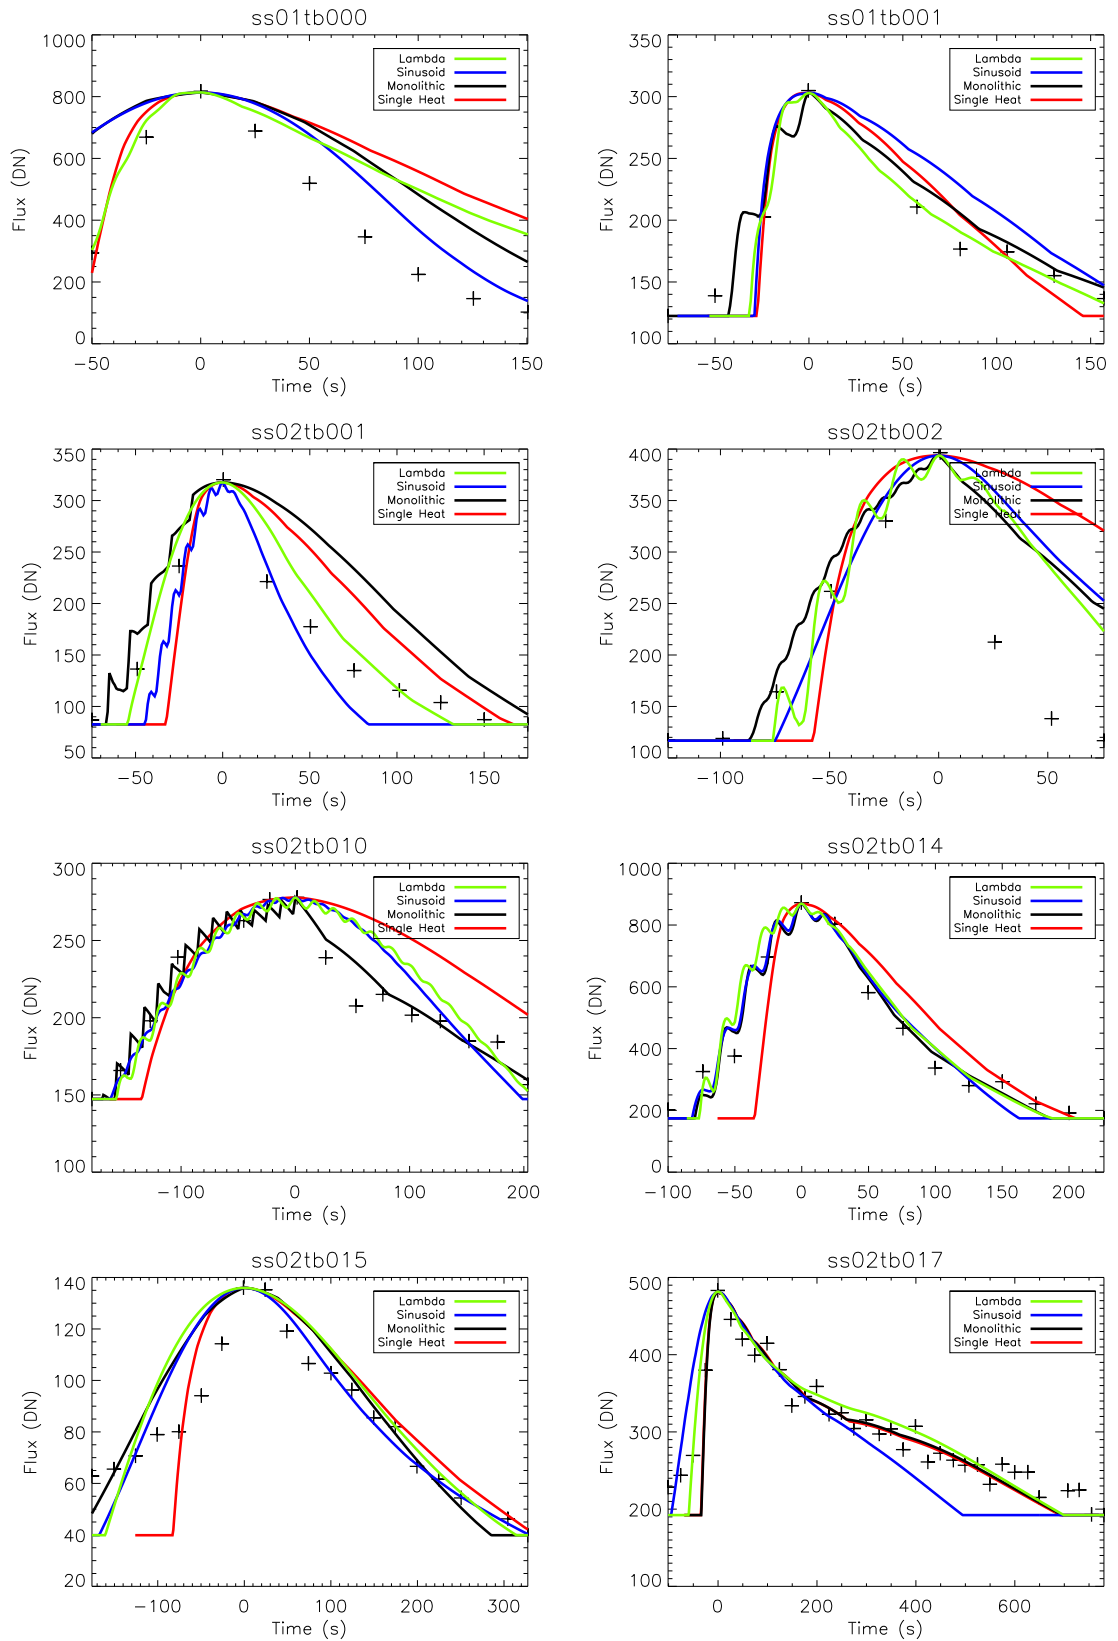 ss01tb000
1000
800
600
400
200
0
Flux (DN)
Lambda
Sinusoid
Monolithic
Single Heat
−50 0 50 100 150
Time (s)
ss01tb001
350
300
250
200
150
100
Flux (DN)
Lambda
Sinusoid
Monolithic
Single Heat
−50 0 50 100 150
Time (s)
ss02tb001
350
300
250
200
150
100
50
Flux (DN)
Lambda
Sinusoid
Monolithic
Single Heat
−50 0 50 100 150
Time (s)
ss02tb002
400
350
300
250
200
150
100
Flux (DN)
Lambda
Sinusoid
Monolithic
Single Heat
−100 −50 0 50
Time (s)
ss02tb010
300
250
200
150
100
Flux (DN)
Lambda
Sinusoid
Monolithic
Single Heat
−100 0 100 200
Time (s)
ss02tb014
1000
800
600
400
200
0
Flux (DN)
Lambda
Sinusoid
Monolithic
Single Heat
−100 −50 0 50 100 150 200
Time (s)
ss02tb015
140
120
100
80
60
40
20
Flux (DN)
Lambda
Sinusoid
Monolithic
Single Heat
−100 0 100 200 300
Time (s)
ss02tb017
500
400
300
200
100
Flux (DN)
Lambda
Sinusoid
Monolithic
Single Heat
0 200 400 600
Time (s)